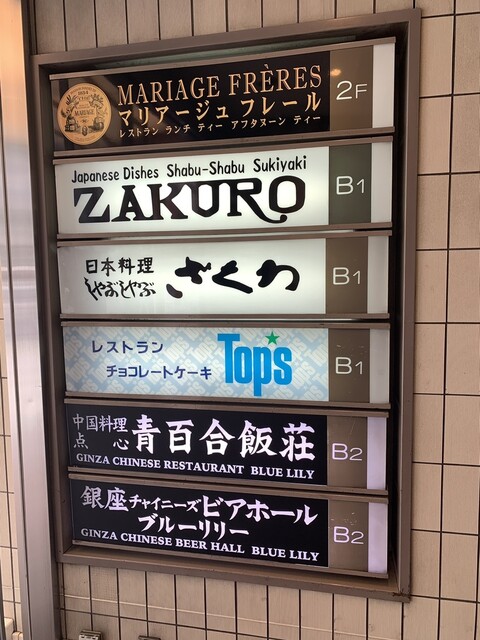 MARIAGE FRÈRES
マリアージュ フレール
レストラン ランチ ティー アフタヌーン ティー
2F
Japanese Dishes Shabu-Shabu Sukiyaki
ZAKURO
B1
日本料理
しゃぶしゃぶ
ざくろ
B1
レストラン
チョコレートケーキ
Top's
B1
中国料理
点心
青百合飯荘
GINZA CHINESE RESTAURANT BLUE LILY
B2
銀座チャイニーズビアホール
ブルーリリー
GINZA CHINESE BEER HALL BLUE LILY
B2